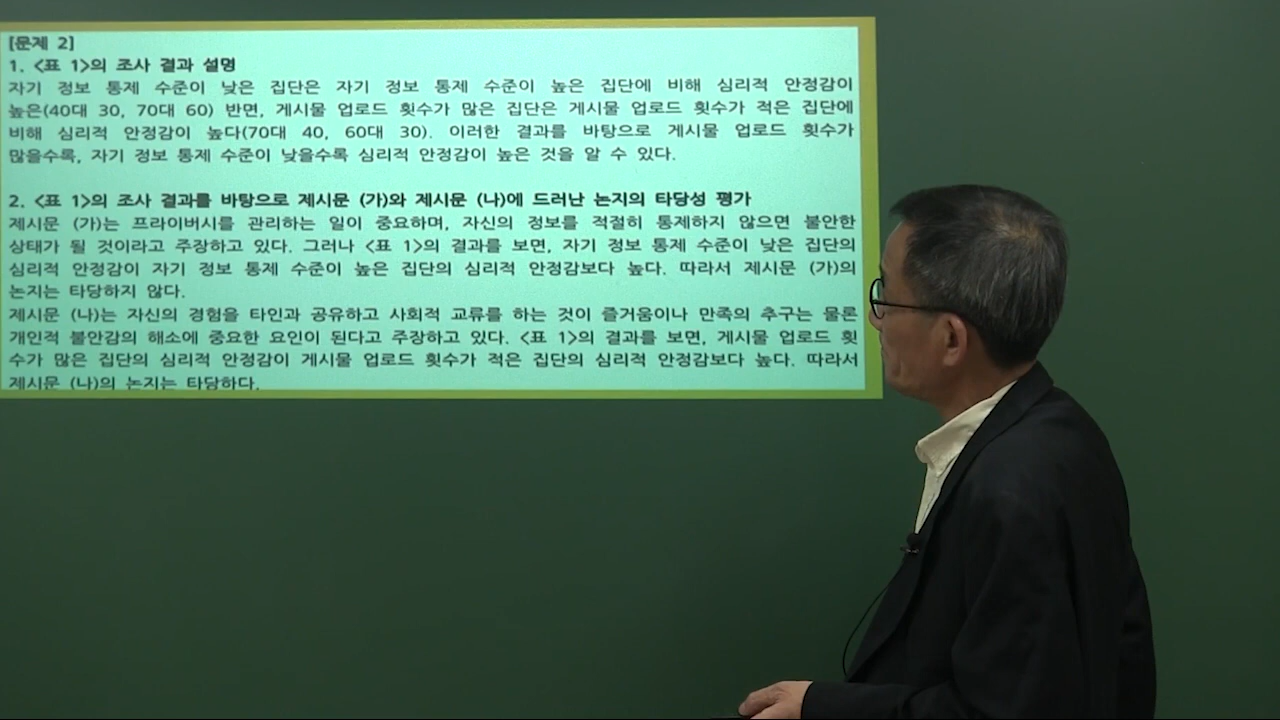 [문제 2]
1. <표 1>의 조사 결과 설명
자기 정보 통제 수준이 낮은 집단은 자기 정보 통제 수준이 높은 집단에 비해 심리적 안정감이
높은(40대 30, 70대 60) 반면, 게시물 업로드 횟수가 많은 집단은 게시물 업로드 횟수가 적은 집단에
비해 심리적 안정감이 높다(70대 40, 60대 30). 이러한 결과를 바탕으로 게시물 업로드 횟수가
많을수록, 자기 정보 통제 수준이 낮을수록 심리적 안정감이 높은 것을 알 수 있다.
2. <표 1>의 조사 결과를 바탕으로 제시문 (가)와 제시문 (나)에 드러난 논지의 타당성 평가
제시문 (가)는 프라이버시를 관리하는 일이 중요하며, 자신의 정보를 적절히 통제하지 않으면 불안한
상태가 될 것이라고 주장하고 있다. 그러나 <표 1>의 결과를 보면, 자기 정보 통제 수준이 낮은 집단의
심리적 안정감이 자기 정보 통제 수준이 높은 집단의 심리적 안정감보다 높다. 따라서 제시문 (가)의
논지는 타당하지 않다.
제시문 (나)는 자신의 경험을 타인과 공유하고 사회적 교류를 하는 것이 즐거움이나 만족의 추구는 물론
개인적 불안감의 해소에 중요한 요인이 된다고 주장하고 있다. <표 1>의 결과를 보면, 게시물 업로드 횟
수가 많은 집단의 심리적 안정감이 게시물 업로드 횟수가 적은 집단의 심리적 안정감보다 높다. 따라서
제시문 (나)의 논지는 타당하다.